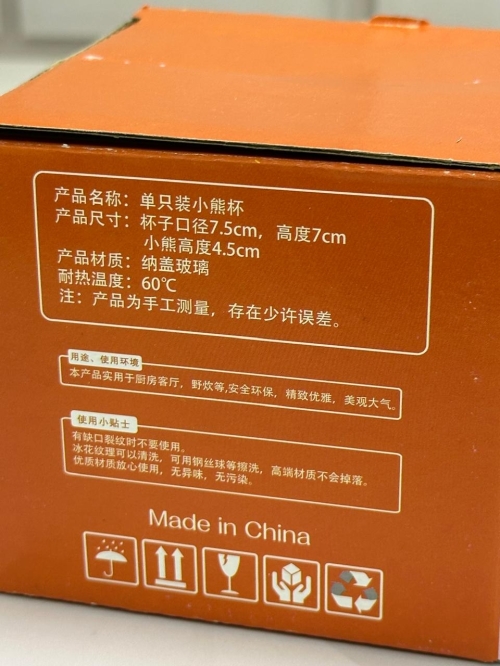 产品名称：单只装小熊杯
产品尺寸：杯子口径7.5cm，高度7cm
小熊高度4.5cm
产品材质：纳盖玻璃
耐热温度：60℃
注：产品为手工测量，存在少许误差。
用途、使用环境
本产品实用于厨房客厅，野炊等,安全环保，精致优雅，美观大气。
使用小贴士
有缺口裂纹时不要使用。
冰花纹理可以清洗，可用钢丝球等擦洗，高端材质不会掉落。
优质材质放心使用，无异味，无污染。
Made in China